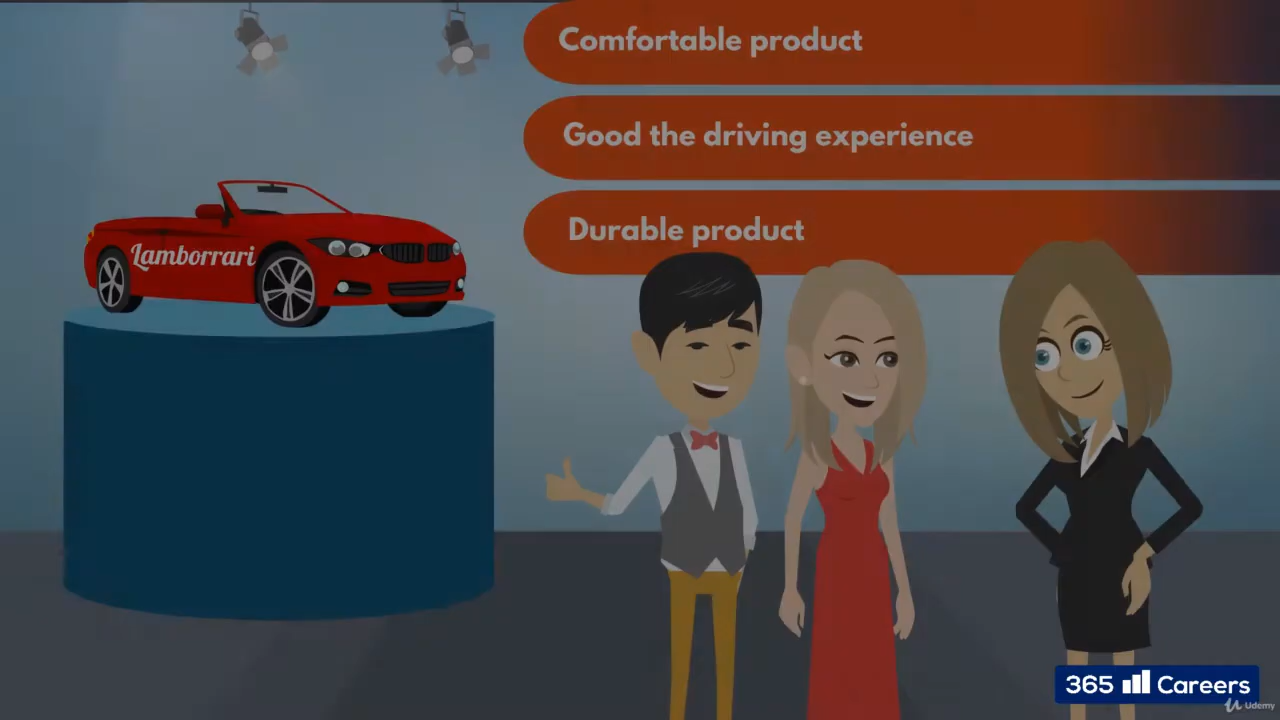 Comfortable product
Good the driving experience
Durable product
Lamborrari
365 Careers
Udemy